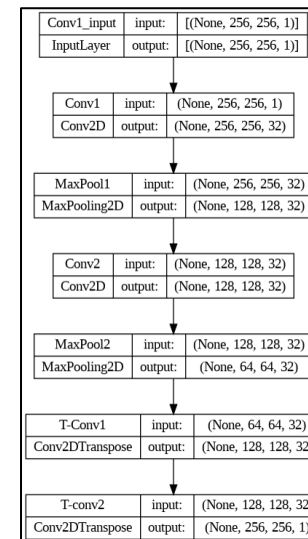 Conv1_input input: [(None, 256, 256, 1)]
InputLayer output: [(None, 256, 256, 1)]
Conv1 input: (None, 256, 256, 1)
Conv2D output: (None, 256, 256, 32)
MaxPool1 input: (None, 256, 256, 32)
MaxPooling2D output: (None, 128, 128, 32)
Conv2 input: (None, 128, 128, 32)
Conv2D output: (None, 128, 128, 32)
MaxPool2 input: (None, 128, 128, 32)
MaxPooling2D output: (None, 64, 64, 32)
T-Conv1 input: (None, 64, 64, 32)
Conv2DTranspose output: (None, 128, 128, 32
T-conv2 input: (None, 128, 128, 32
Conv2DTranspose output: (None, 256, 256, 1)